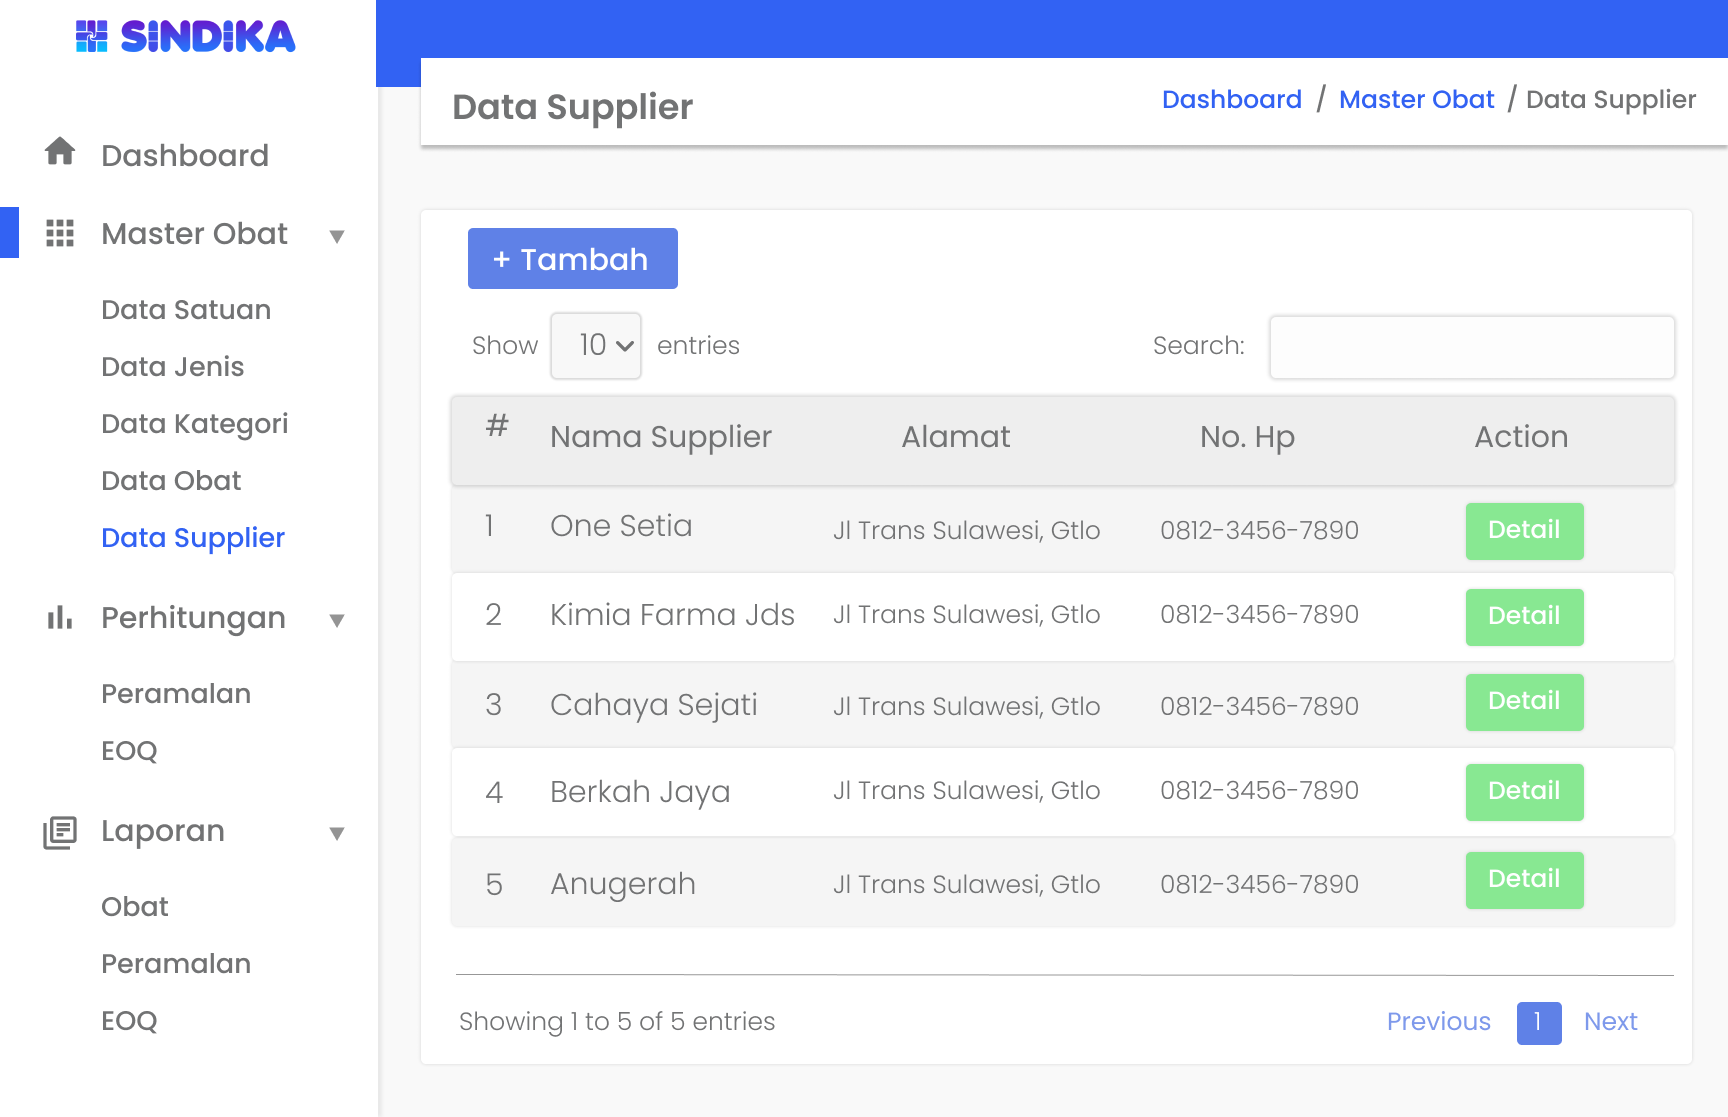 SINDIKA
Dashboard
Master Obat ▼
Data Satuan
Data Jenis
Data Kategori
Data Obat
Data Supplier
Perhitungan ▼
Peramalan
EOQ
Laporan ▼
Obat
Peramalan
EOQ
Data Supplier
Dashboard / Master Obat / Data Supplier
+ Tambah
Show 10 entries
Search:
# Nama Supplier Alamat No. Hp Action
1 One Setia Jl Trans Sulawesi, Gtlo 0812-3456-7890 Detail
2 Kimia Farma Jds Jl Trans Sulawesi, Gtlo 0812-3456-7890 Detail
3 Cahaya Sejati Jl Trans Sulawesi, Gtlo 0812-3456-7890 Detail
4 Berkah Jaya Jl Trans Sulawesi, Gtlo 0812-3456-7890 Detail
5 Anugerah Jl Trans Sulawesi, Gtlo 0812-3456-7890 Detail
Showing 1 to 5 of 5 entries
Previous 1 Next